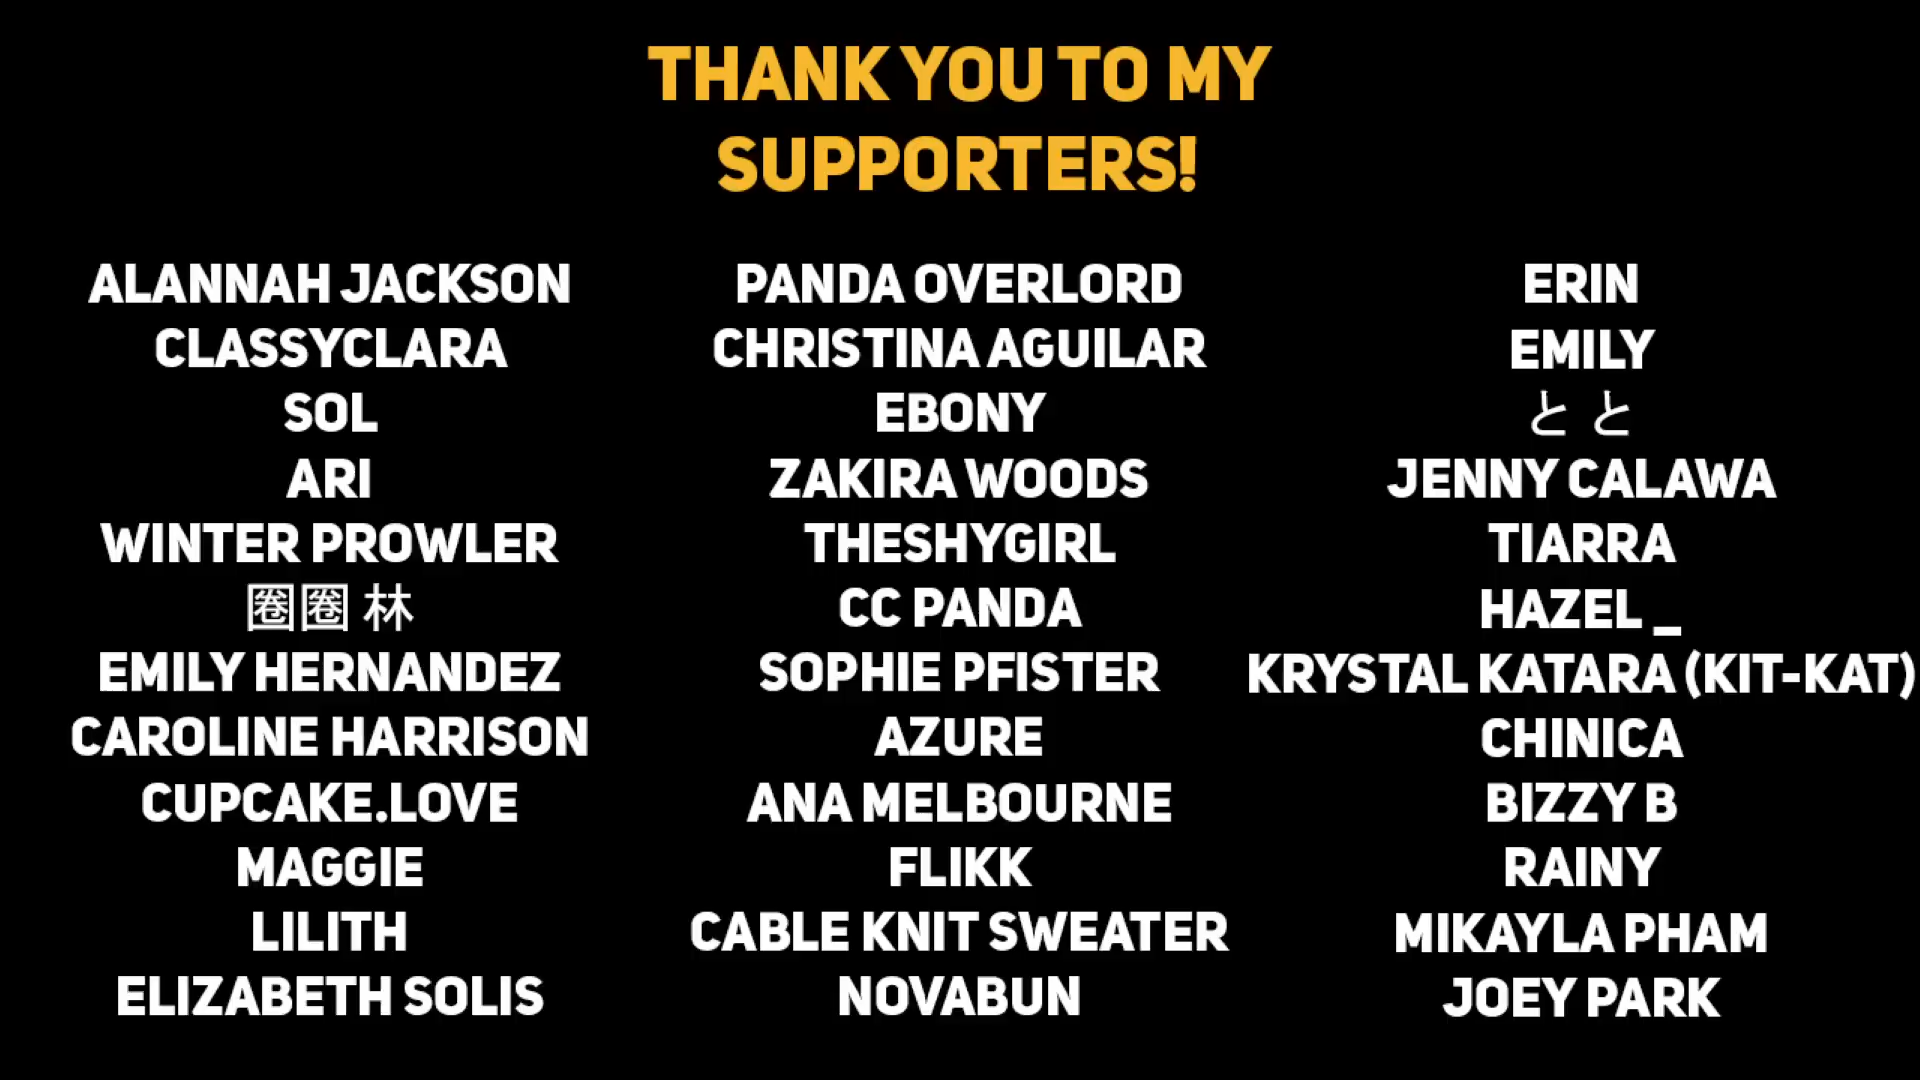 THANK YOU TO MY
SUPPORTERS!
ALANNAH JACKSON
CLASSYCLARA
SOL
ARI
WINTER PROWLER
圈圈 林
EMILY HERNANDEZ
CAROLINE HARRISON
CUPCAKE.LOVE
MAGGIE
LILITH
ELIZABETH SOLIS
PANDA OVERLORD
CHRISTINA AGUILAR
EBONY
ZAKIRA WOODS
THESHYGIRL
CC PANDA
SOPHIE PFISTER
AZURE
ANA MELBOURNE
FLIKK
CABLE KNIT SWEATER
NOVABUN
ERIN
EMILY
と と
JENNY CALAWA
TIARRA
HAZEL _
KRYSTAL KATARA (KIT-KAT)
CHINICA
BIZZY B
RAINY
MIKAYLA PHAM
JOEY PARK